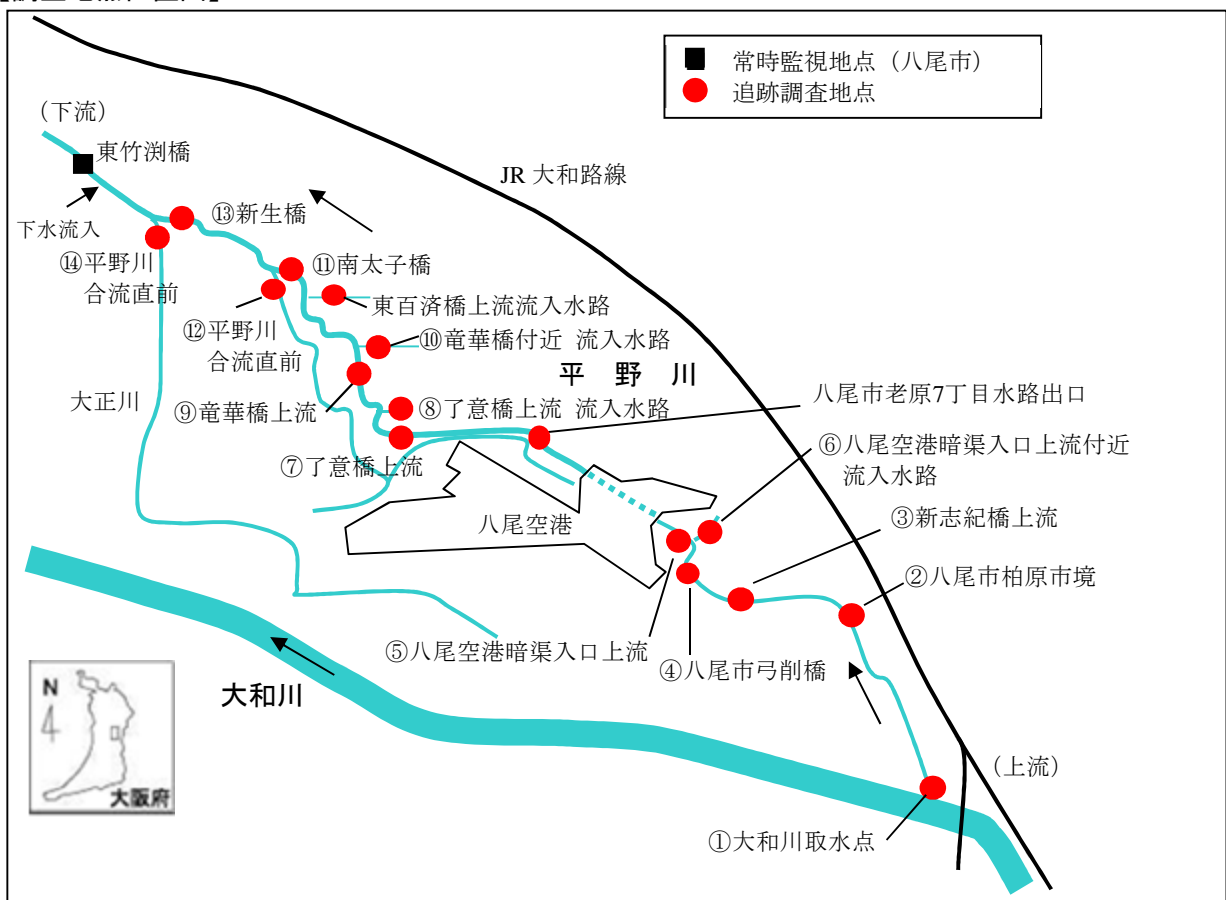 常時監視地点（八尾市）
追跡調査地点
（下流）
東竹渕橋
JR 大和路線
下水流入
⑬新生橋
⑭平野川
合流直前
⑪南太子橋
東百済橋上流流入水路
⑫平野川
合流直前
⑩竜華橋付近 流入水路
平 野 川
大正川
⑨竜華橋上流
⑧了意橋上流 流入水路
八尾市老原7丁目水路出口
⑦了意橋上流
⑥八尾空港暗渠入口上流付近
流入水路
八尾空港
③新志紀橋上流
②八尾市柏原市境
⑤八尾空港暗渠入口上流
④八尾市弓削橋
大和川
N
大阪府
（上流）
①大和川取水点